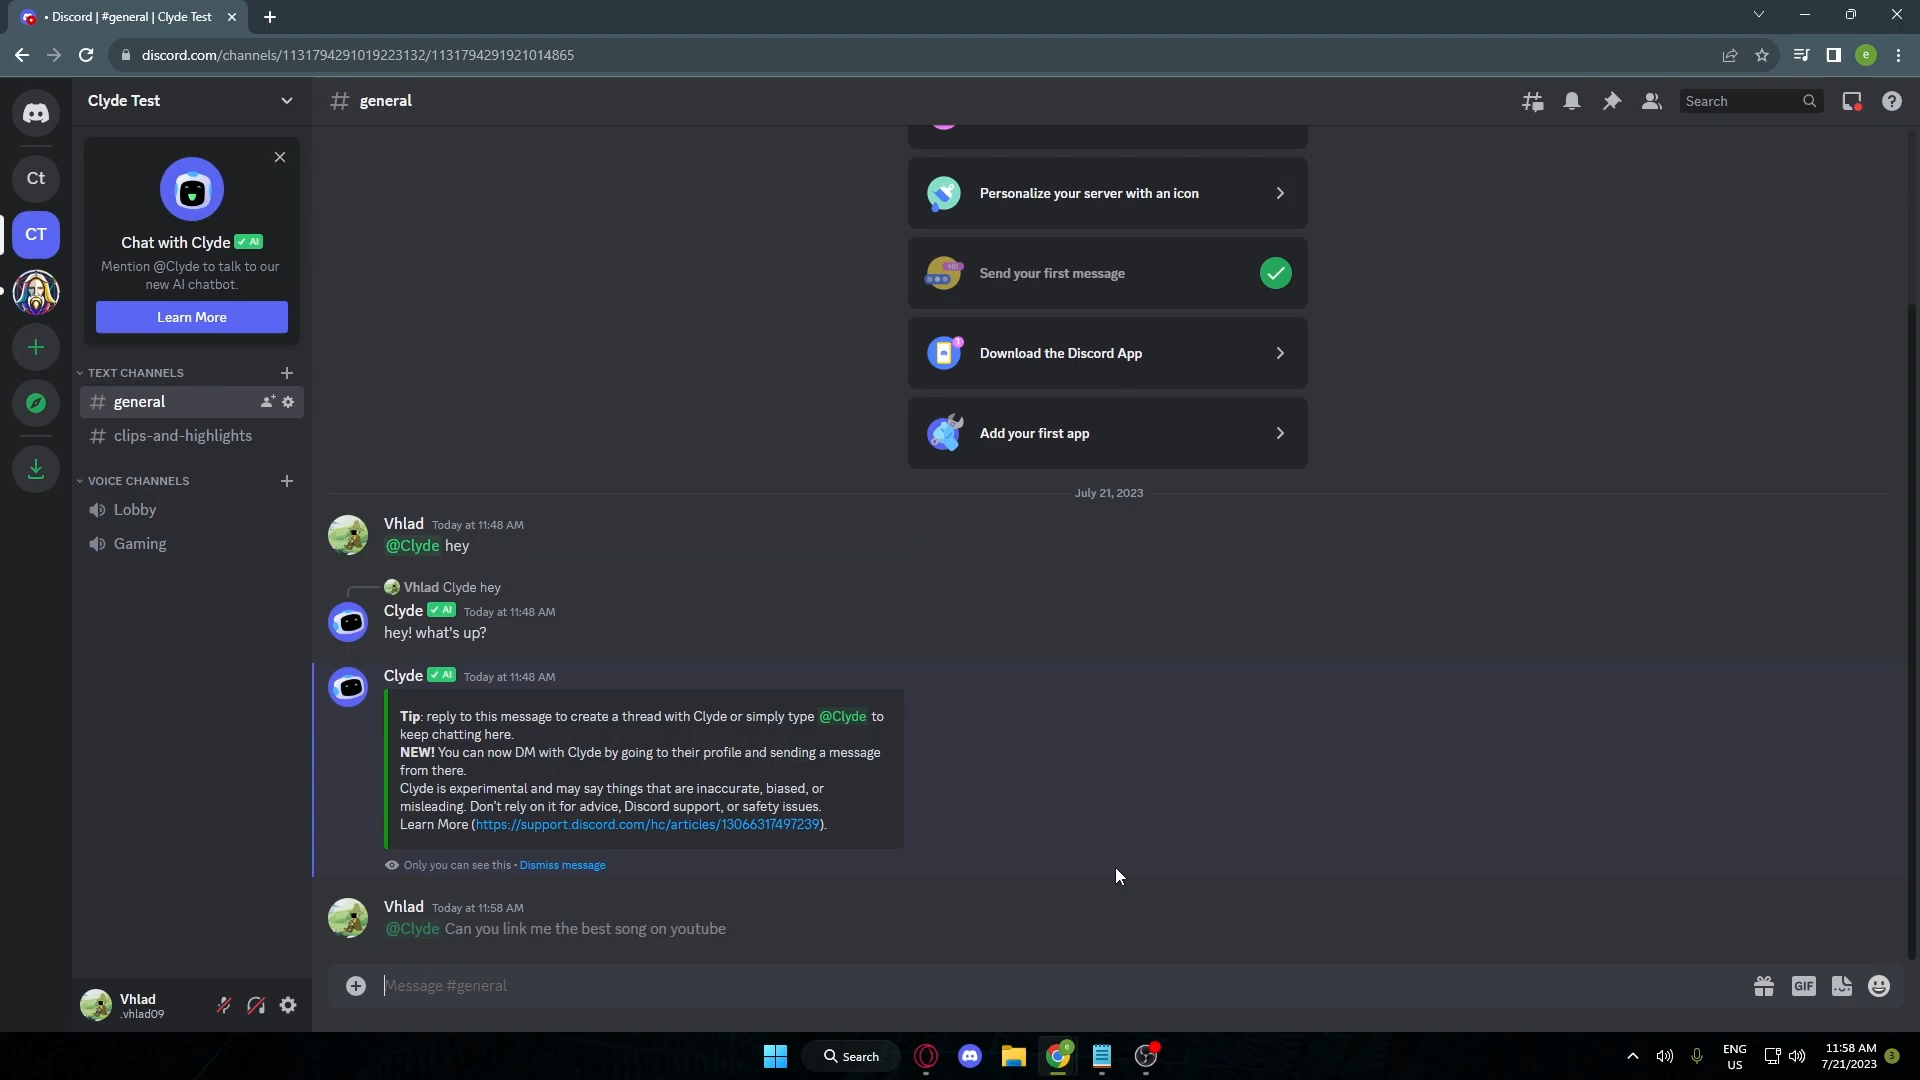 • Discord | #general | Clyde Test
discord.com/channels/1131794291019223132/1131794291921014865
e
Clyde Test
general
Search
Ct
CT
Chat with Clyde AI
Mention @Clyde to talk to our
new AI chatbot.
Learn More
TEXT CHANNELS
general
clips-and-highlights
VOICE CHANNELS
Lobby
Gaming
Personalize your server with an icon
Send your first message
Download the Discord App
Add your first app
July 21, 2023
Vhlad Today at 11:48 AM
@Clyde hey
Vhlad Clyde hey
Clyde AI Today at 11:48 AM
hey! what's up?
Clyde AI Today at 11:48 AM
Tip: reply to this message to create a thread with Clyde or simply type @Clyde to
keep chatting here.
NEW! You can now DM with Clyde by going to their profile and sending a message
from there.
Clyde is experimental and may say things that are inaccurate, biased, or
misleading. Don't rely on it for advice, Discord support, or safety issues.
Learn More (https://support.discord.com/hc/articles/13066317497239).
Only you can see this • Dismiss message
Vhlad Today at 11:58 AM
@Clyde Can you link me the best song on youtube
Message #general
GIF
Vhlad
.vhlad09
Search
e
ENG
US
11:58 AM
7/21/2023
3